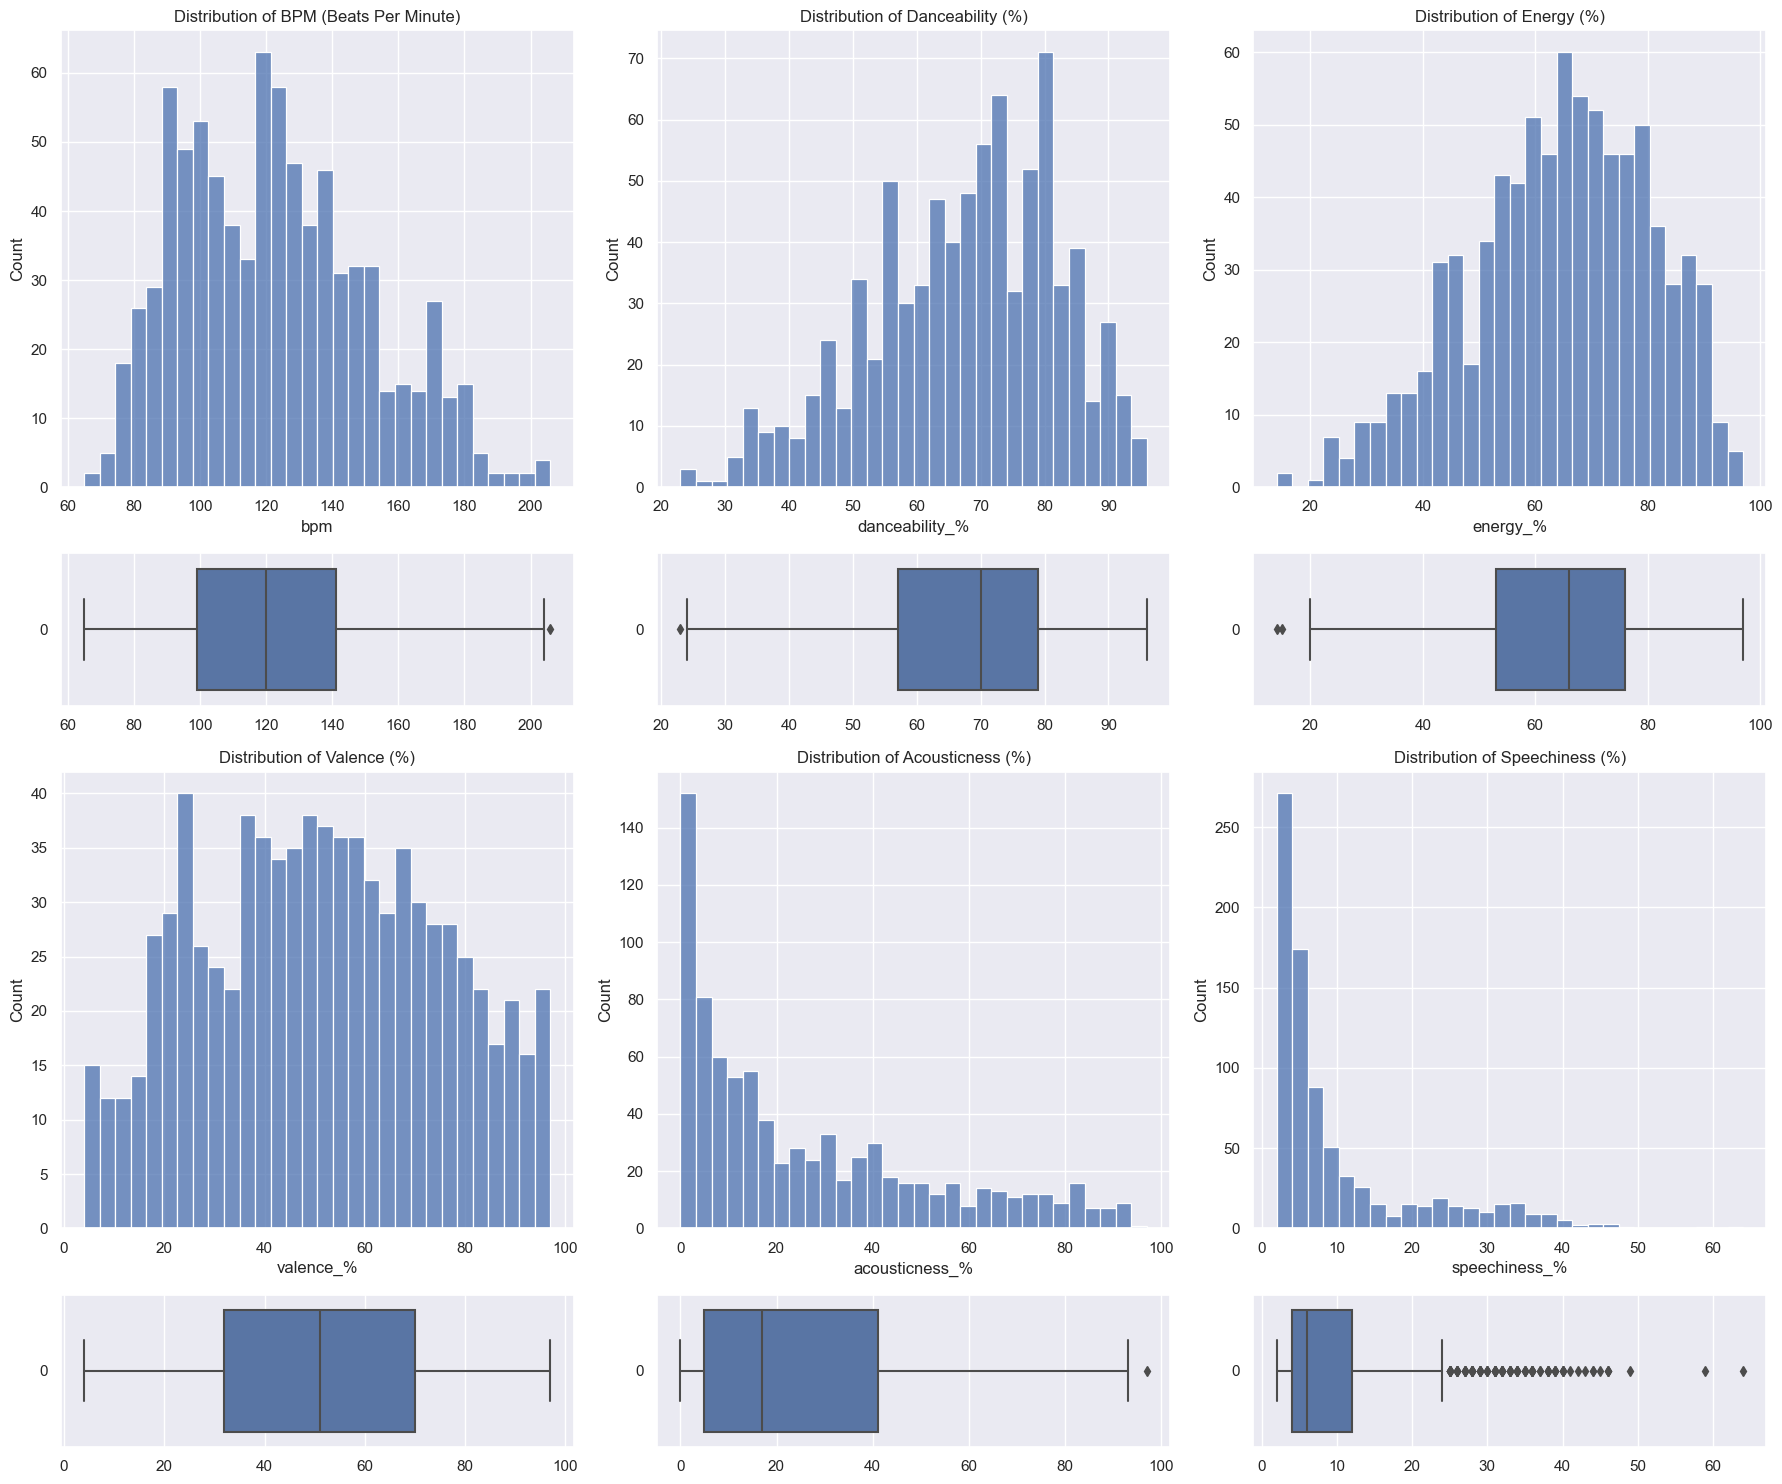 Distribution of BPM (Beats Per Minute)
Distribution of Danceability (%)
Distribution of Energy (%)
60
50
40
30
20
10
0
Count
60 80 100 120 140 160 180 200
bpm
70
60
50
40
30
20
10
0
Count
20 30 40 50 60 70 80 90
danceability_%
60
50
40
30
20
10
0
Count
20 40 60 80 100
energy_%
0
60 80 100 120 140 160 180 200
0
20 30 40 50 60 70 80 90
0
20 40 60 80 100
Distribution of Valence (%)
Distribution of Acousticness (%)
Distribution of Speechiness (%)
40
35
30
25
20
15
10
5
0
Count
0 20 40 60 80 100
valence_%
140
120
100
80
60
40
20
0
Count
0 20 40 60 80 100
acousticness_%
250
200
150
100
50
0
Count
0 10 20 30 40 50 60
speechiness_%
0
0 20 40 60 80 100
0
0 20 40 60 80 100
0
0 10 20 30 40 50 60